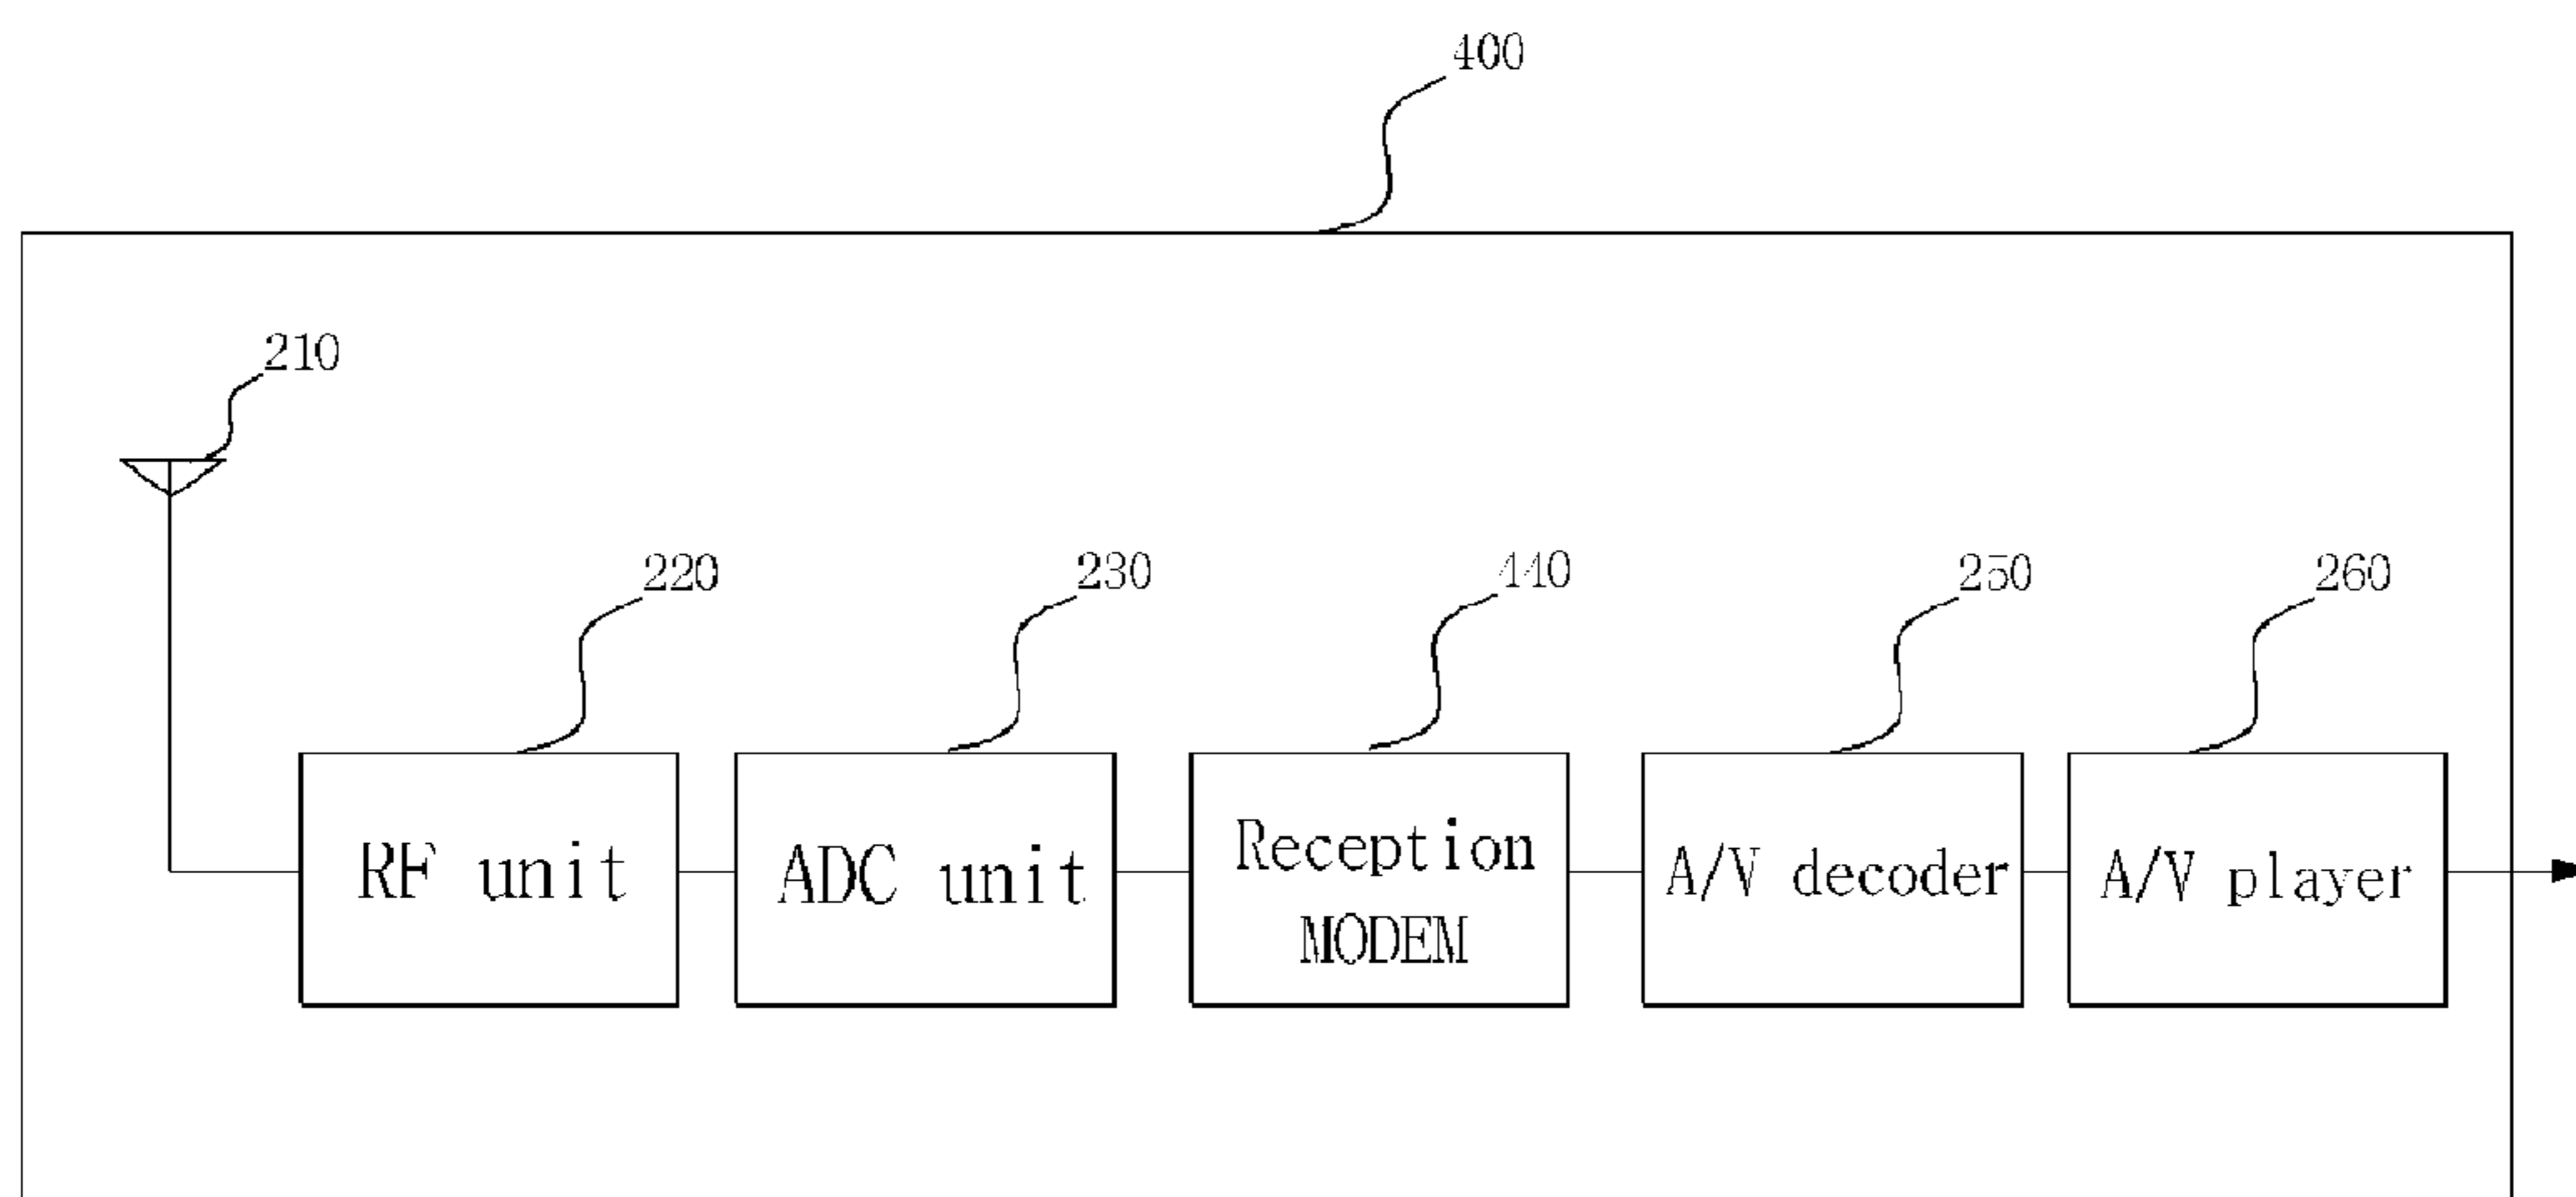 400
210
220
230
440
250
260
RF unit
ADC unit
Reception
MODEM
A/V decoder
A/V player